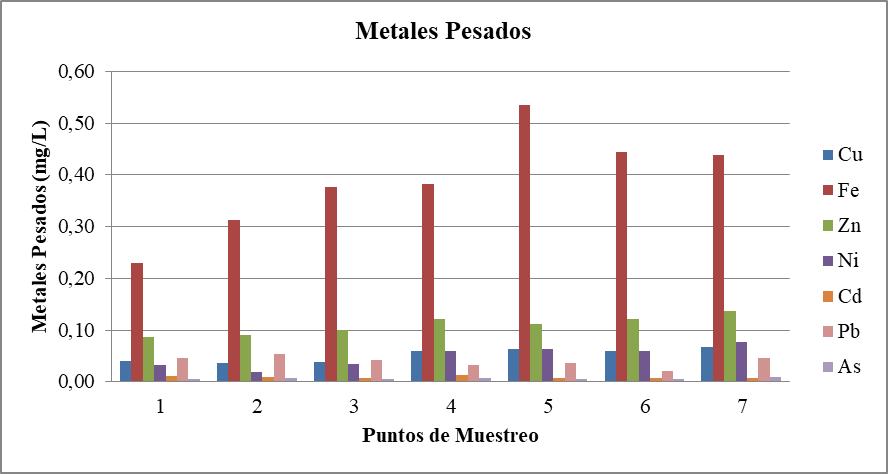 Metales Pesados
Metales Pesados (mg/L)
0,60
0,50
0,40
0,30
0,20
0,10
0,00
1 2 3 4 5 6 7
Puntos de Muestreo
Cu
Fe
Zn
Ni
Cd
Pb
As